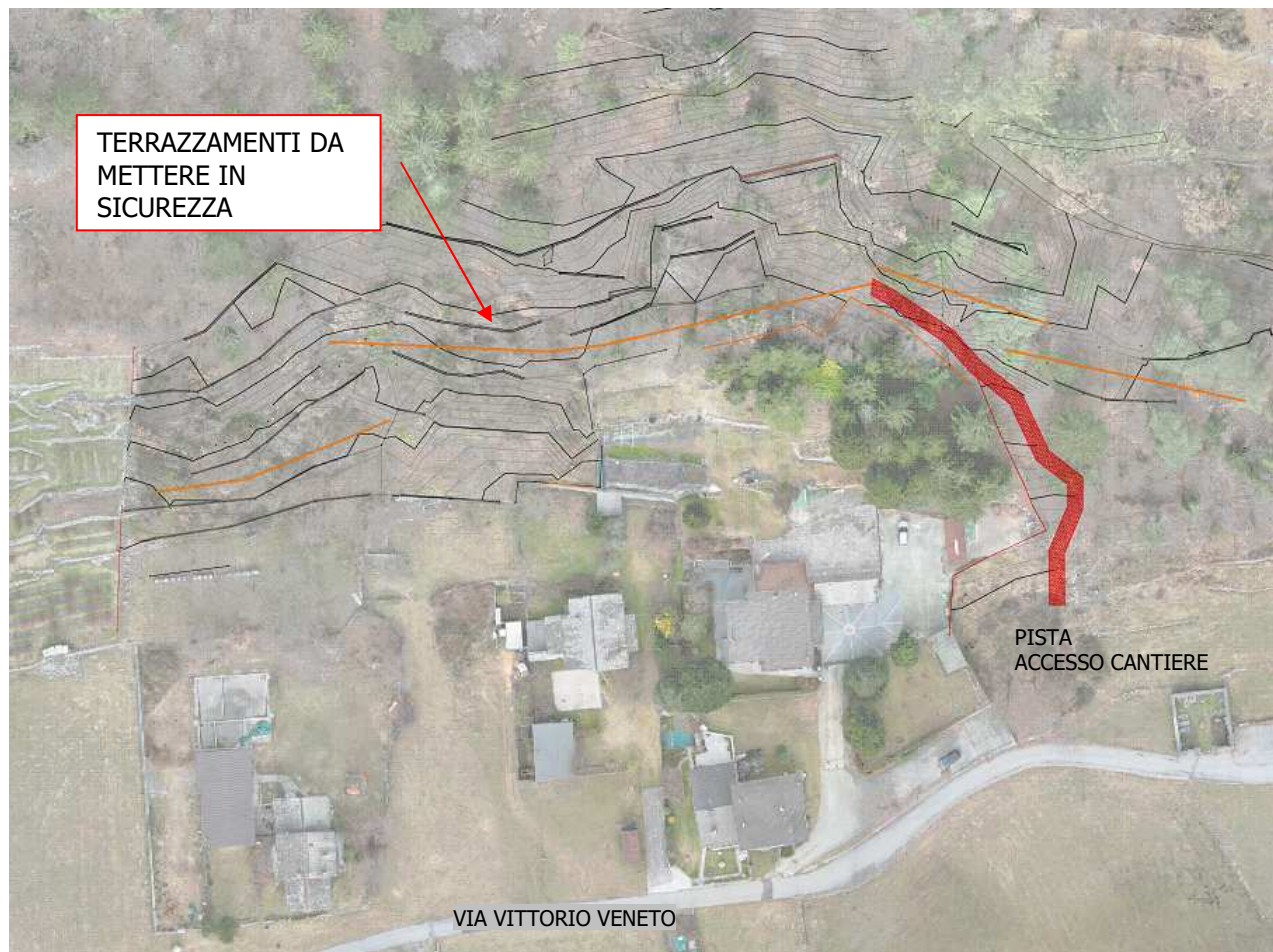 TERRAZZAMENTI DA
METTERE IN
SICUREZZA
PISTA
ACCESSO CANTIERE
VIA VITTORIO VENETO